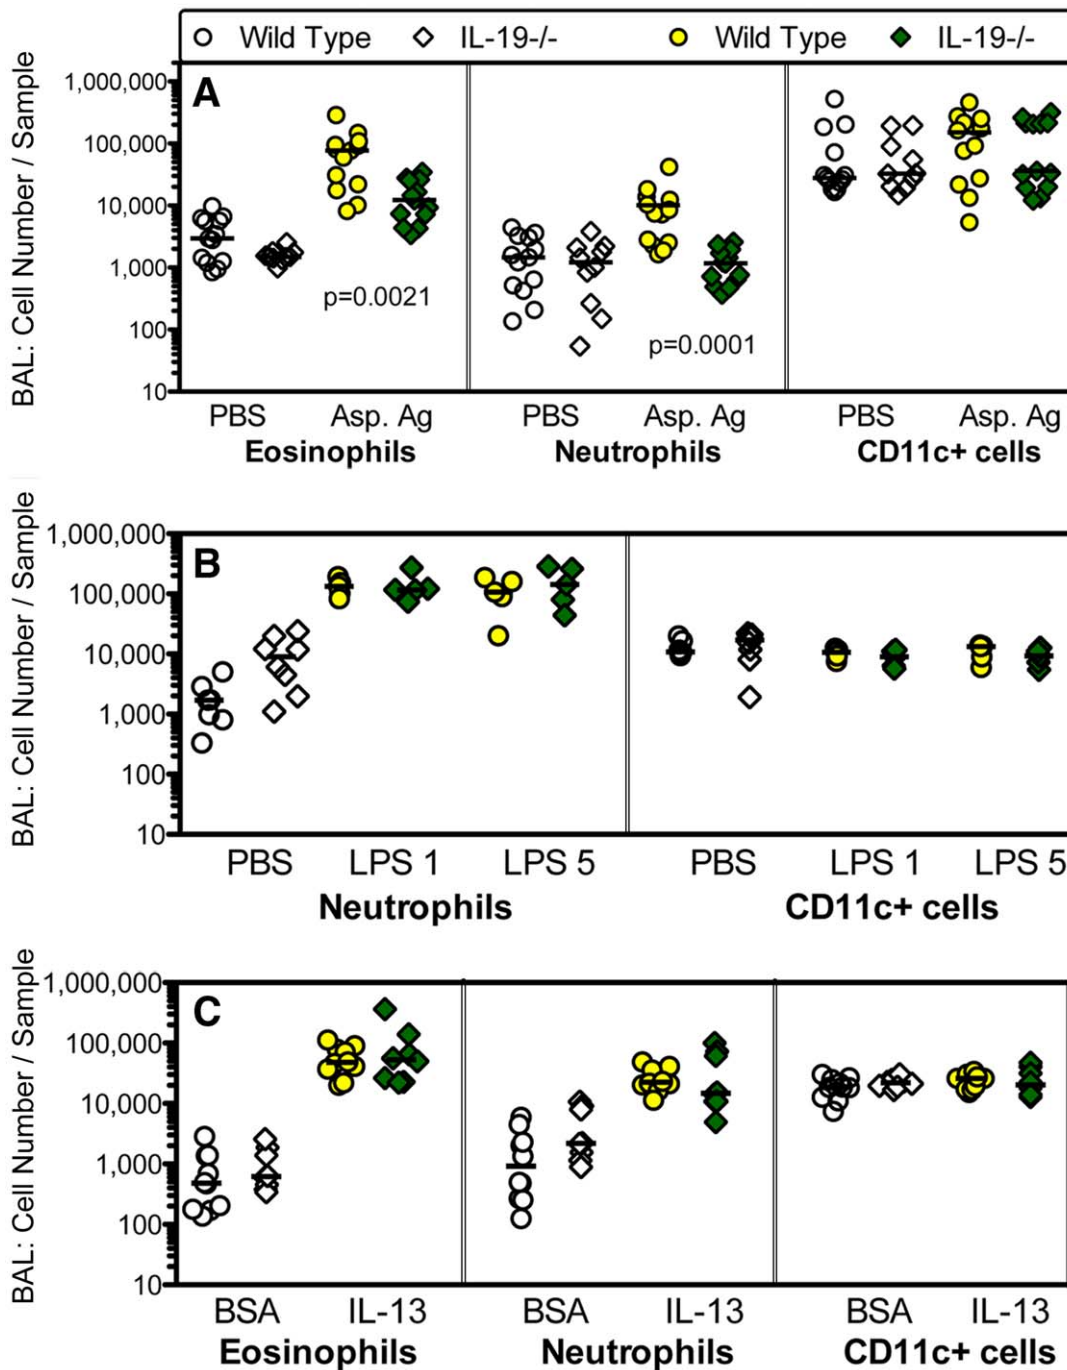 Wild Type IL-19-/- Wild Type IL-19-/-
A
BAL: Cell Number / Sample
1,000,000
100,000
10,000
1,000
100
10
p=0.0021
p=0.0001
PBS Asp. Ag PBS Asp. Ag PBS Asp. Ag
Eosinophils Neutrophils CD11c+ cells
B
BAL: Cell Number / Sample
1,000,000
100,000
10,000
1,000
100
10
PBS LPS 1 LPS 5 PBS LPS 1 LPS 5
Neutrophils CD11c+ cells
C
BAL: Cell Number / Sample
1,000,000
100,000
10,000
1,000
100
10
BSA IL-13 BSA IL-13 BSA IL-13
Eosinophils Neutrophils CD11c+ cells